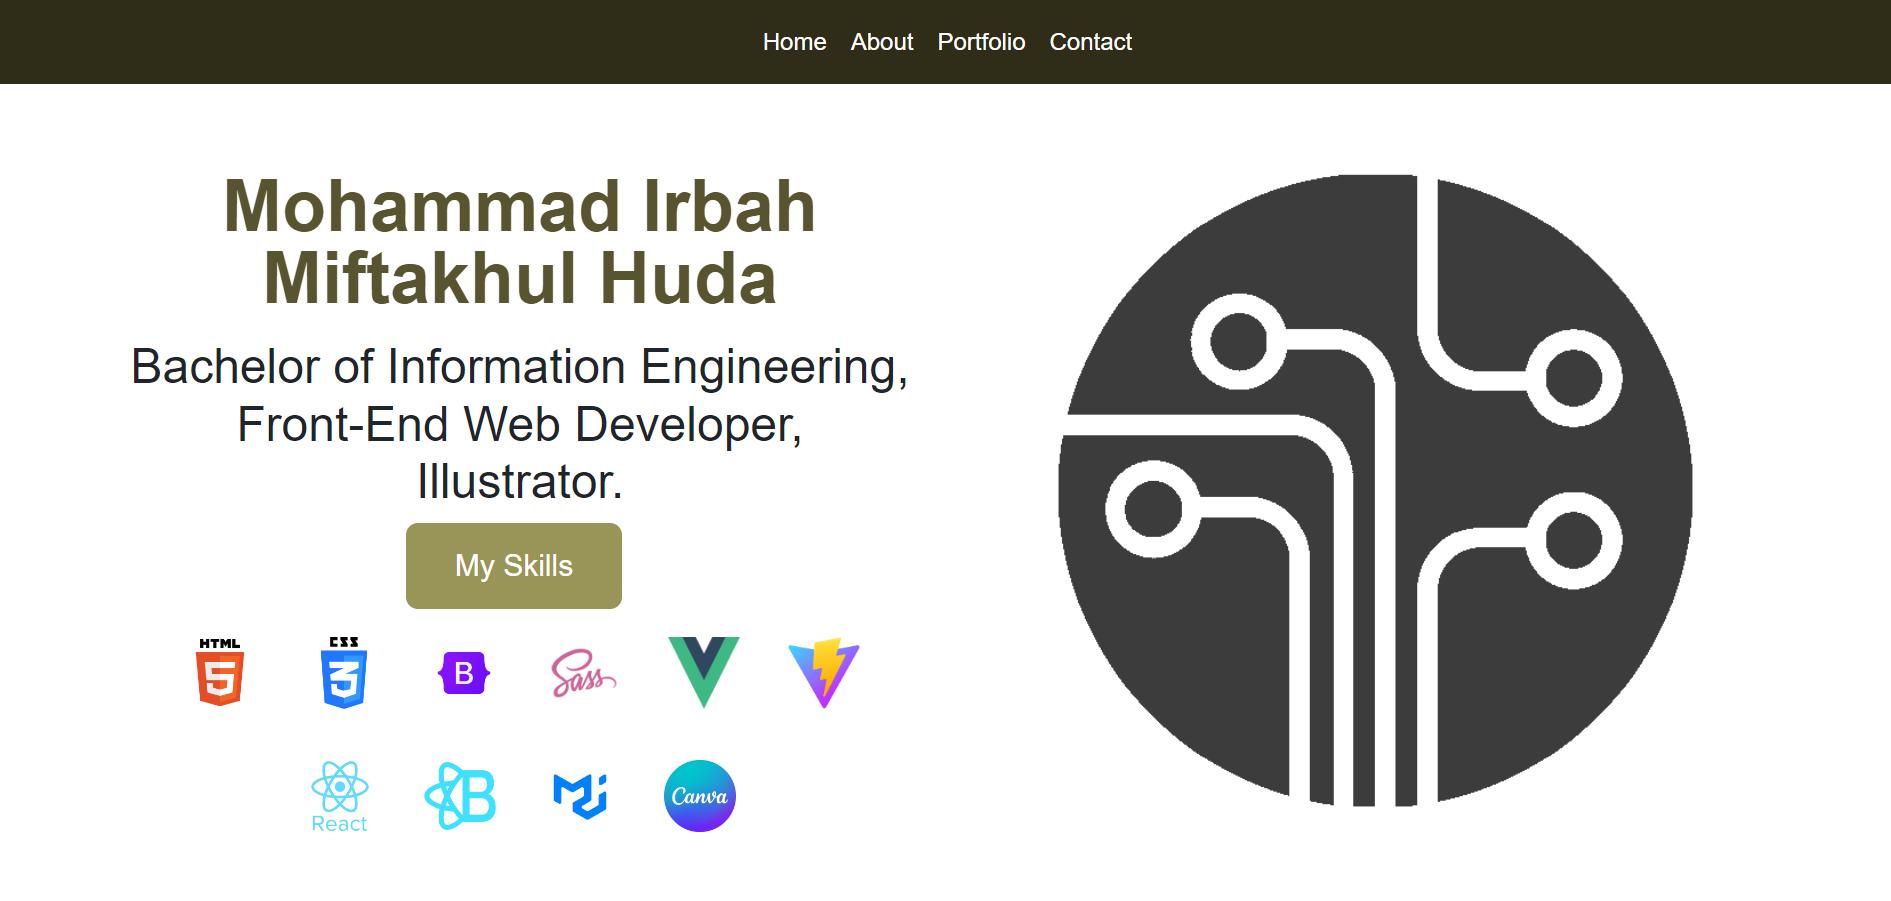 Home About Portfolio Contact
Mohammad Irbah
Miftakhul Huda
Bachelor of Information Engineering,
Front-End Web Developer,
Illustrator.
My Skills
HTML
5
CSS
3
B
Sass
React
B
Canva